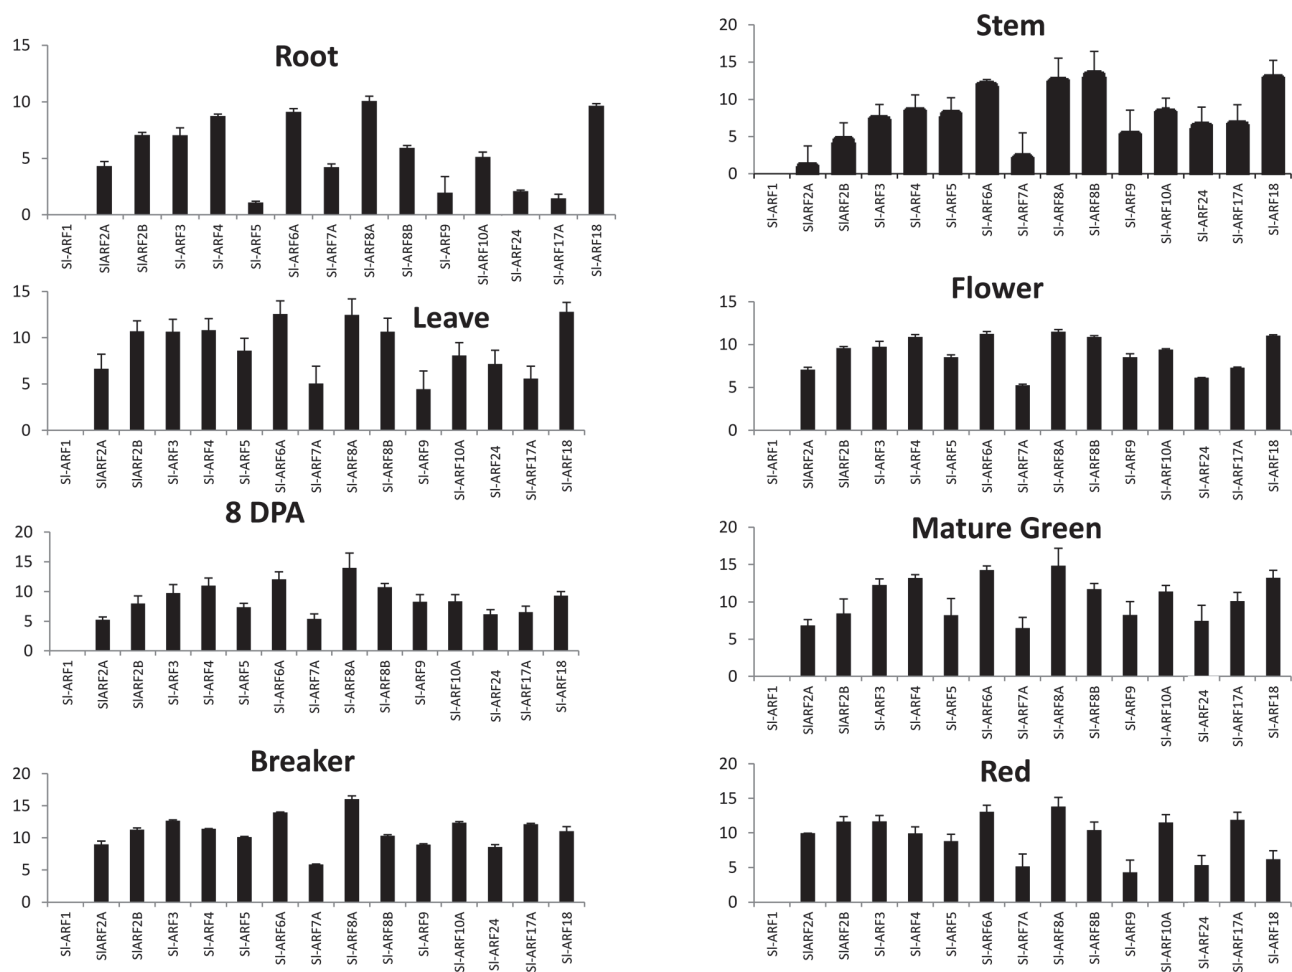 Root
15
10
5
0
Sl-ARF1
SlARF2A
SlARF2B
Sl-ARF3
Sl-ARF4
Sl-ARF5
Sl-ARF6A
Sl-ARF7A
Sl-ARF8A
Sl-ARF8B
Sl-ARF9
Sl-ARF10A
Sl-ARF24
Sl-ARF17A
Sl-ARF18
Stem
20
15
10
5
0
Sl-ARF1
SlARF2A
SlARF2B
Sl-ARF3
Sl-ARF4
Sl-ARF5
Sl-ARF6A
Sl-ARF7A
Sl-ARF8A
Sl-ARF8B
Sl-ARF9
Sl-ARF10A
Sl-ARF24
Sl-ARF17A
Sl-ARF18
Leave
15
10
5
0
Sl-ARF1
SlARF2A
SlARF2B
Sl-ARF3
Sl-ARF4
Sl-ARF5
Sl-ARF6A
Sl-ARF7A
Sl-ARF8A
Sl-ARF8B
Sl-ARF9
Sl-ARF10A
Sl-ARF24
Sl-ARF17A
Sl-ARF18
Flower
15
10
5
0
Sl-ARF1
SlARF2A
SlARF2B
Sl-ARF3
Sl-ARF4
Sl-ARF5
Sl-ARF6A
Sl-ARF7A
Sl-ARF8A
Sl-ARF8B
Sl-ARF9
Sl-ARF10A
Sl-ARF24
Sl-ARF17A
Sl-ARF18
8 DPA
20
15
10
5
0
Sl-ARF1
SlARF2A
SlARF2B
Sl-ARF3
Sl-ARF4
Sl-ARF5
Sl-ARF6A
Sl-ARF7A
Sl-ARF8A
Sl-ARF8B
Sl-ARF9
Sl-ARF10A
Sl-ARF24
Sl-ARF17A
Sl-ARF18
Mature Green
20
15
10
5
0
Sl-ARF1
SlARF2A
SlARF2B
Sl-ARF3
Sl-ARF4
Sl-ARF5
Sl-ARF6A
Sl-ARF7A
Sl-ARF8A
Sl-ARF8B
Sl-ARF9
Sl-ARF10A
Sl-ARF24
Sl-ARF17A
Sl-ARF18
Breaker
20
15
10
5
0
Sl-ARF1
SlARF2A
SlARF2B
Sl-ARF3
Sl-ARF4
Sl-ARF5
Sl-ARF6A
Sl-ARF7A
Sl-ARF8A
Sl-ARF8B
Sl-ARF9
Sl-ARF10A
Sl-ARF24
Sl-ARF17A
Sl-ARF18
Red
20
15
10
5
0
Sl-ARF1
SlARF2A
SlARF2B
Sl-ARF3
Sl-ARF4
Sl-ARF5
Sl-ARF6A
Sl-ARF7A
Sl-ARF8A
Sl-ARF8B
Sl-ARF9
Sl-ARF10A
Sl-ARF24
Sl-ARF17A
Sl-ARF18